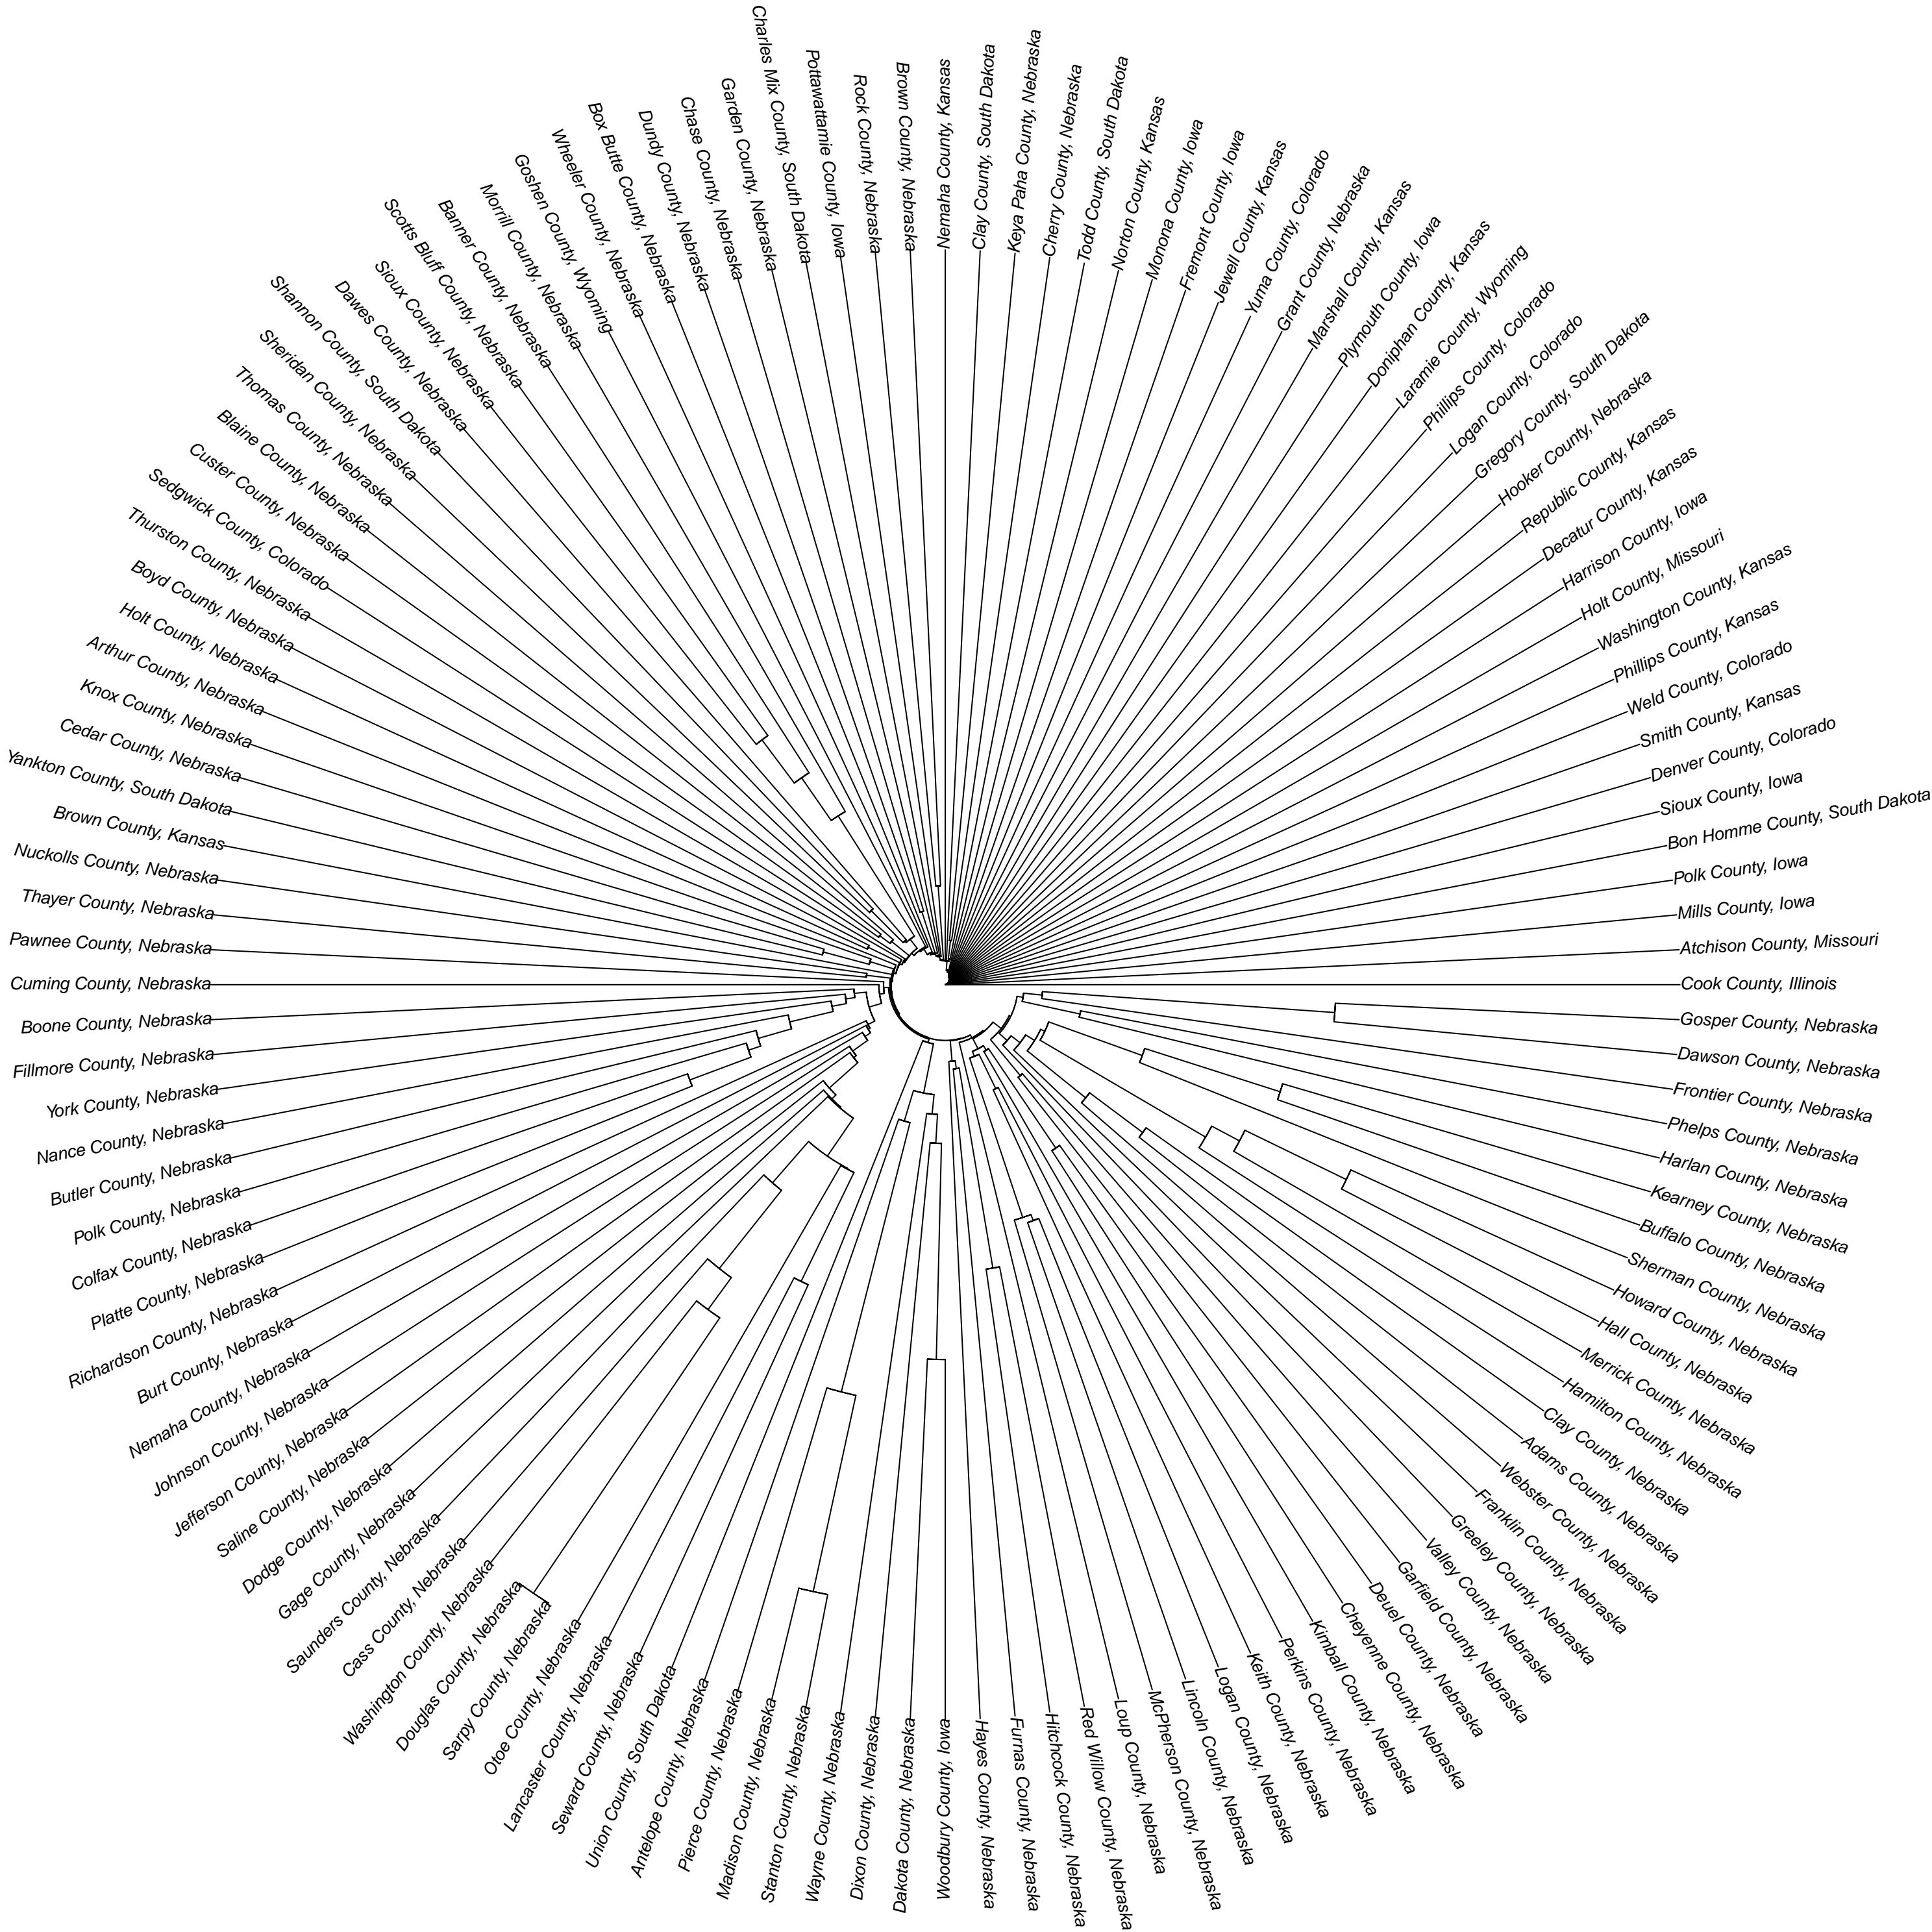 Nemaha County, Kansas
Clay County, South Dakota
Keya Paha County, Nebraska
Cherry County, Nebraska
Todd County, South Dakota
Norton County, Kansas
Monona County, Iowa
Fremont County, Iowa
Jewell County, Kansas
Yuma County, Colorado
Grant County, Nebraska
Marshall County, Kansas
Plymouth County, Iowa
Doniphan County, Kansas
Laramie County, Wyoming
Phillips County, Colorado
Logan County, Colorado
Gregory County, South Dakota
Hooker County, Nebraska
Republic County, Kansas
Decatur County, Kansas
Harrison County, Iowa
Holt County, Missouri
Washington County, Kansas
Phillips County, Kansas
Weld County, Colorado
Smith County, Kansas
Denver County, Colorado
Sioux County, Iowa
Bon Homme County, South Dakota
Polk County, Iowa
Mills County, Iowa
Atchison County, Missouri
Cook County, Illinois
Gosper County, Nebraska
Dawson County, Nebraska
Frontier County, Nebraska
Phelps County, Nebraska
Harlan County, Nebraska
Kearney County, Nebraska
Buffalo County, Nebraska
Sherman County, Nebraska
Howard County, Nebraska
Hall County, Nebraska
Merrick County, Nebraska
Hamilton County, Nebraska
Clay County, Nebraska
Adams County, Nebraska
Webster County, Nebraska
Franklin County, Nebraska
Greeley County, Nebraska
Valley County, Nebraska
Garfield County, Nebraska
Deuel County, Nebraska
Cheyenne County, Nebraska
Kimball County, Nebraska
Perkins County, Nebraska
Keith County, Nebraska
Logan County, Nebraska
Lincoln County, Nebraska
McPherson County, Nebraska
Loup County, Nebraska
Red Willow County, Nebraska
Hitchcock County, Nebraska
Furnas County, Nebraska
Hayes County, Nebraska
Woodbury County, Iowa
Dakota County, Nebraska
Dixon County, Nebraska
Wayne County, Nebraska
Stanton County, Nebraska
Madison County, Nebraska
Pierce County, Nebraska
Antelope County, Nebraska
Union County, South Dakota
Seward County, Nebraska
Lancaster County, Nebraska
Otoe County, Nebraska
Sarpy County, Nebraska
Douglas County, Nebraska
Washington County, Nebraska
Cass County, Nebraska
Saunders County, Nebraska
Gage County, Nebraska
Dodge County, Nebraska
Saline County, Nebraska
Jefferson County, Nebraska
Johnson County, Nebraska
Nemaha County, Nebraska
Burt County, Nebraska
Richardson County, Nebraska
Platte County, Nebraska
Colfax County, Nebraska
Polk County, Nebraska
Butler County, Nebraska
Nance County, Nebraska
York County, Nebraska
Fillmore County, Nebraska
Boone County, Nebraska
Cuming County, Nebraska
Pawnee County, Nebraska
Thayer County, Nebraska
Nuckolls County, Nebraska
Brown County, Kansas
Yankton County, South Dakota
Cedar County, Nebraska
Knox County, Nebraska
Arthur County, Nebraska
Holt County, Nebraska
Boyd County, Nebraska
Thurston County, Nebraska
Sedgwick County, Colorado
Custer County, Nebraska
Blaine County, Nebraska
Thomas County, Nebraska
Sheridan County, Nebraska
Shannon County, South Dakota
Dawes County, Nebraska
Sioux County, Nebraska
Scotts Bluff County, Nebraska
Banner County, Nebraska
Morrill County, Nebraska
Goshen County, Wyoming
Wheeler County, Nebraska
Box Butte County, Nebraska
Dundy County, Nebraska
Chase County, Nebraska
Garden County, Nebraska
Charles Mix County, South Dakota
Pottawattamie County, Iowa
Rock County, Nebraska
Brown County, Nebraska